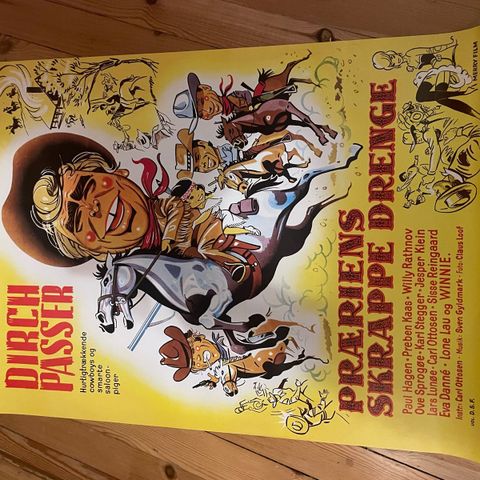 DIRCH
PASSER
Hurtigtrækkende
cowboys og
smarte
saloon-
piger
PRÆRIENS
SKRAPPE DRENGE
Paul Hagen · Preben Kaas · Willy Rathnov
Ove Sprogøe · Karl Stegger · Jesper Klein
Lars Lunøe · Carl Ottosen · Sisse Reingaard
Eva Danné · Lone Lau og WINNIE.
Instr: Carl Ottosen · Musik: Sven Gyldmark · Foto: Claus Loof
UDL. D.S.F.
MERRY FILM